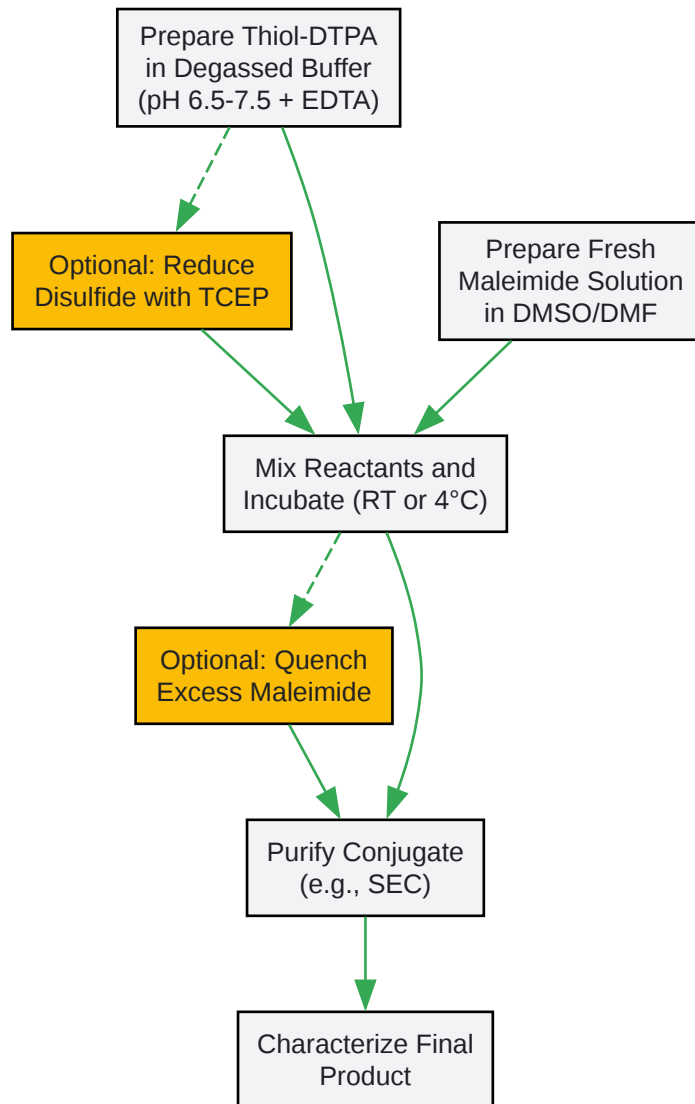 Prepare Thiol-DTPA
in Degassed Buffer
(pH 6.5-7.5 + EDTA)
Optional: Reduce
Disulfide with TCEP
Prepare Fresh
Maleimide Solution
in DMSO/DMF
Mix Reactants and
Incubate (RT or 4°C)
Optional: Quench
Excess Maleimide
Purify Conjugate
(e.g., SEC)
Characterize Final
Product